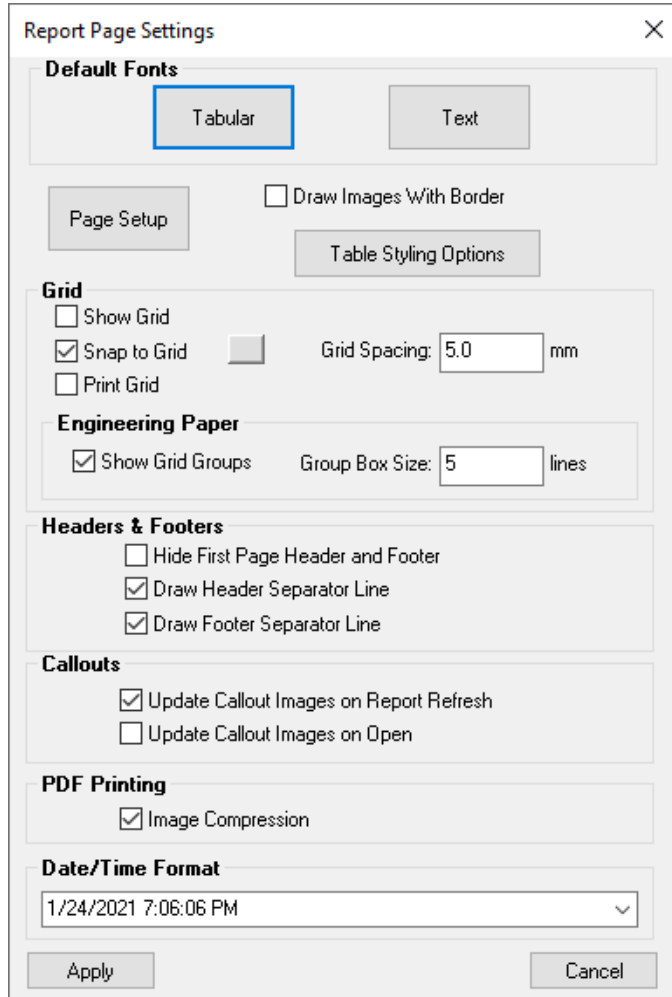 Report Page Settings
Default Fonts
Tabular
Text
Page Setup
Draw Images With Border
Table Styling Options
Grid
Show Grid
Snap to Grid
Grid Spacing: 5.0 mm
Print Grid
Engineering Paper
Show Grid Groups
Group Box Size: 5 lines
Headers & Footers
Hide First Page Header and Footer
Draw Header Separator Line
Draw Footer Separator Line
Callouts
Update Callout Images on Report Refresh
Update Callout Images on Open
PDF Printing
Image Compression
Date/Time Format
1/24/2021 7:06:06 PM
Apply
Cancel